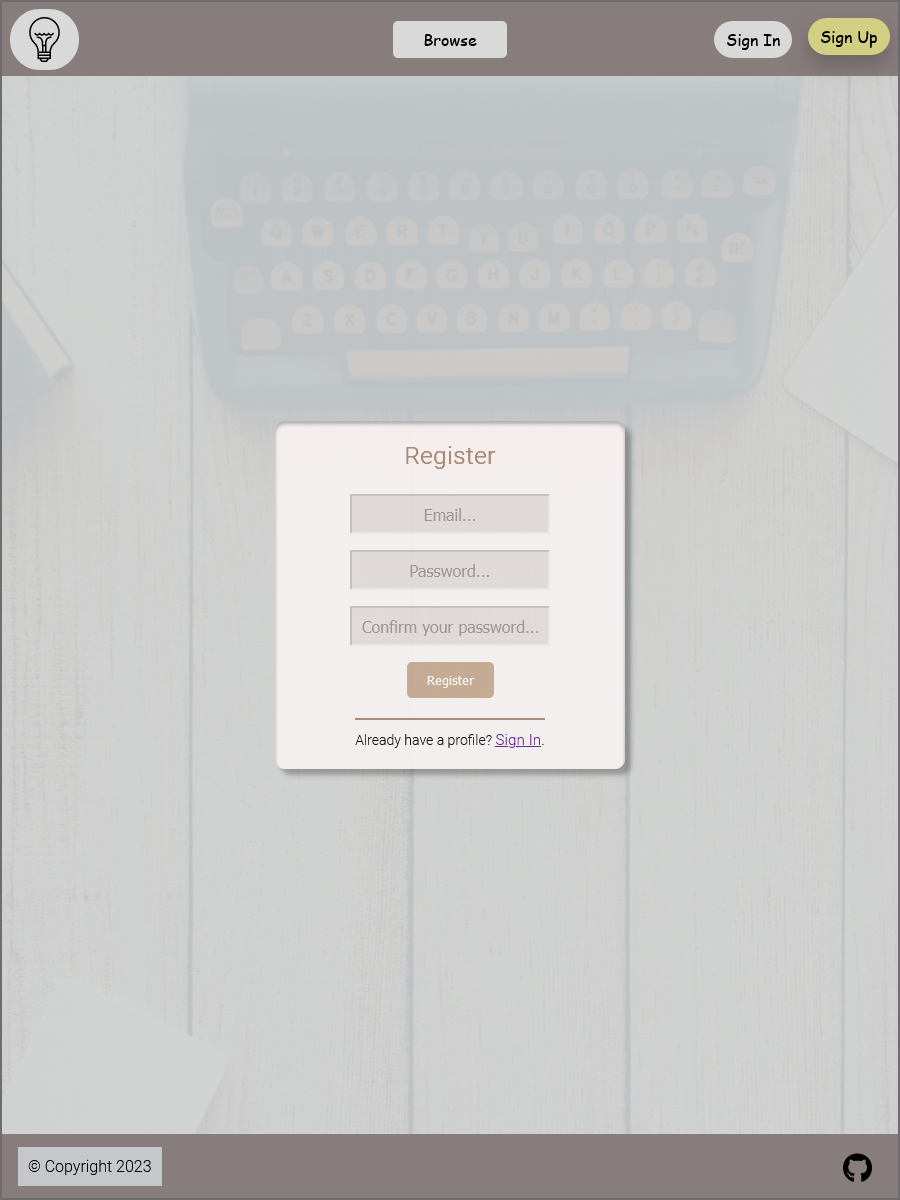 Browse
Sign In
Sign Up
Q W E R T Y U I O P
A S D F G H J K L
Z X C V B N M
Register
Email...
Password...
Confirm your password...
Register
Already have a profile? Sign In.
© Copyright 2023